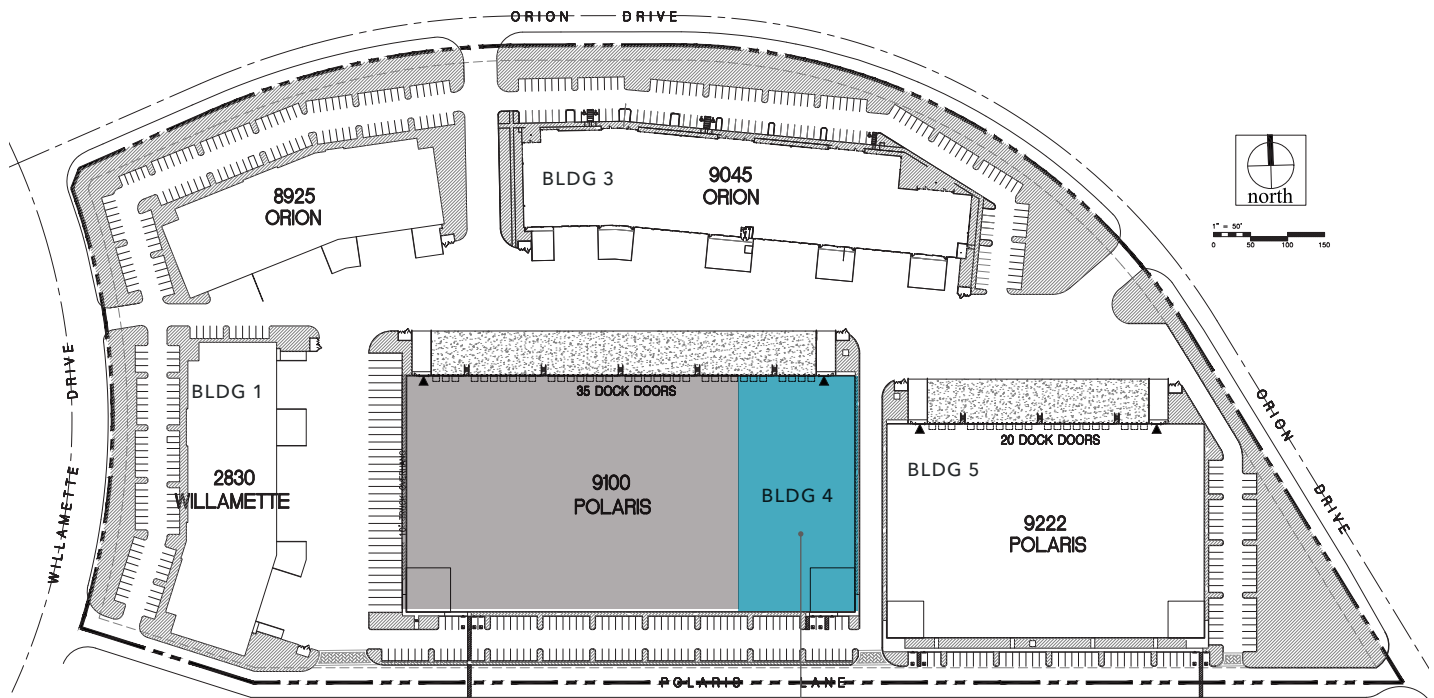 ORION DRIVE
BLDG 3
9045
ORION
8925
ORION
north
1" = 50'
0 50 100 150
WILLAMETTE DRIVE
BLDG 1
2830
WILLAMETTE
35 DOCK DOORS
9100
POLARIS
BLDG 4
20 DOCK DOORS
BLDG 5
9222
POLARIS
ORION DRIVE
POLARIS LANE